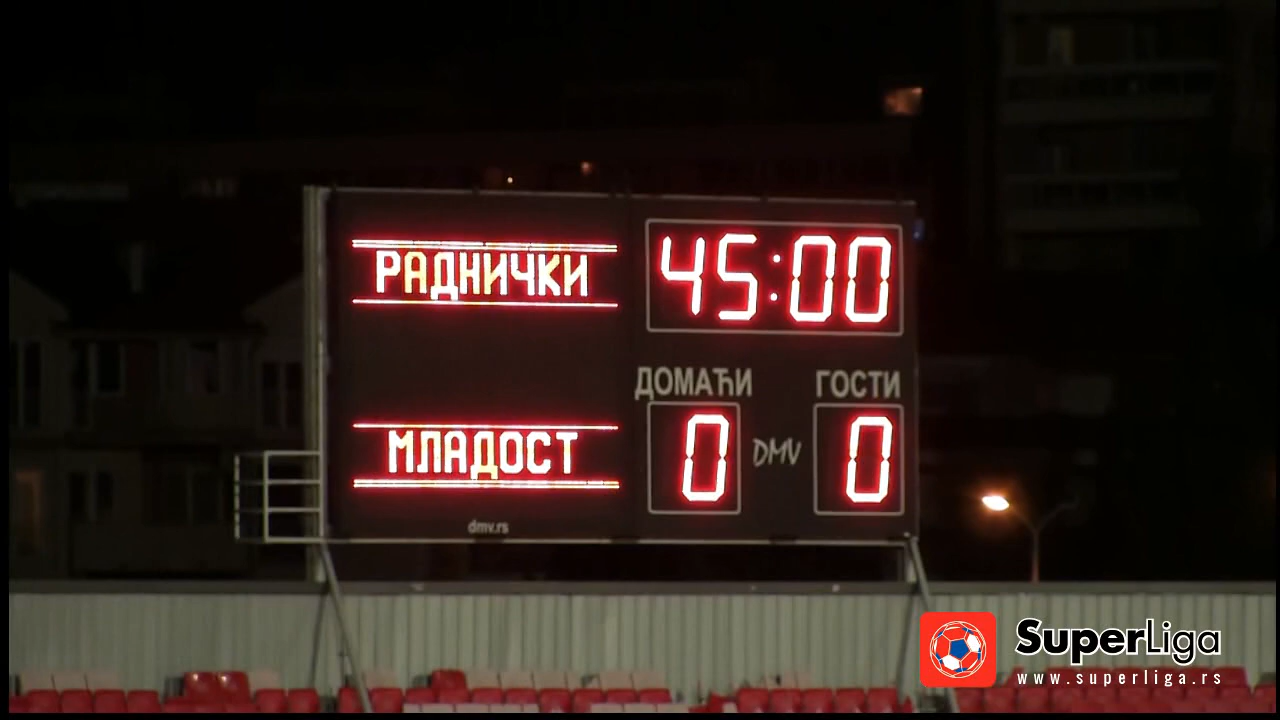 РАДНИЧКИ
45:00
ДОМАЋИ ГОСТИ
МЛАДОСТ
0 DMV 0
dmv.rs
SuperLiga
www.superliga.rs